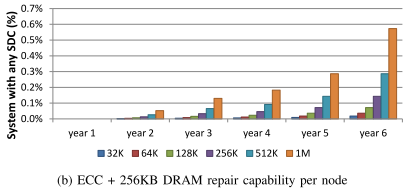 System with any SDC (%)
0.7%
0.6%
0.5%
0.4%
0.3%
0.2%
0.1%
0.0%
year 1 year 2 year 3 year 4 year 5 year 6
32K 64K 128K 256K 512K 1M
(b) ECC + 256KB DRAM repair capability per node